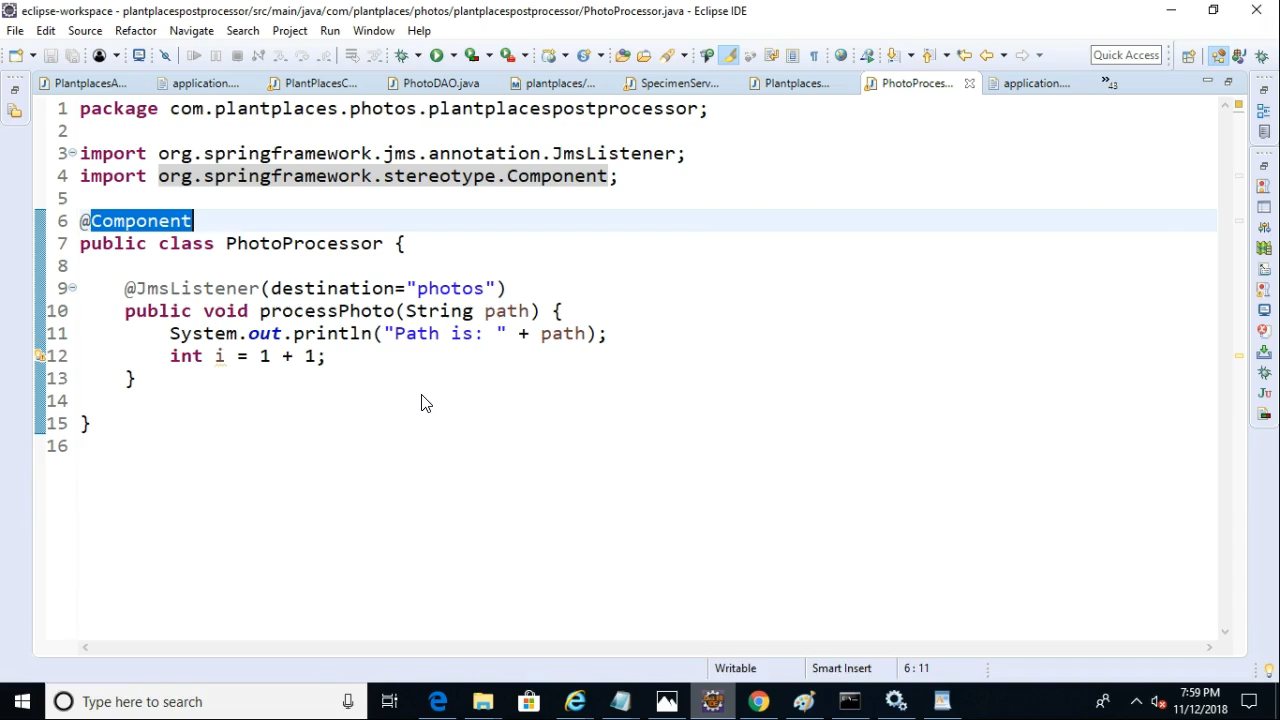 eclipse-workspace - plantplacespostprocessor/src/main/java/com/plantplaces/photos/plantplacespostprocessor/PhotoProcessor.java - Eclipse IDE
File Edit Source Refactor Navigate Search Project Run Window Help
Quick Access
PlantplacesA... application.... PlantPlacesC... PhotoDAO.java plantplaces/... SpecimenServ... Plantplaces... PhotoProces... application.... »43
1 package com.plantplaces.photos.plantplacespostprocessor;
2
3 import org.springframework.jms.annotation.JmsListener;
4 import org.springframework.stereotype.Component;
5
6 @Component
7 public class PhotoProcessor {
8
9 @JmsListener(destination="photos")
10 public void processPhoto(String path) {
11 System.out.println("Path is: " + path);
12 int i = 1 + 1;
13 }
14
15 }
16
Writable Smart Insert 6 : 11
Type here to search
7:59 PM
11/12/2018